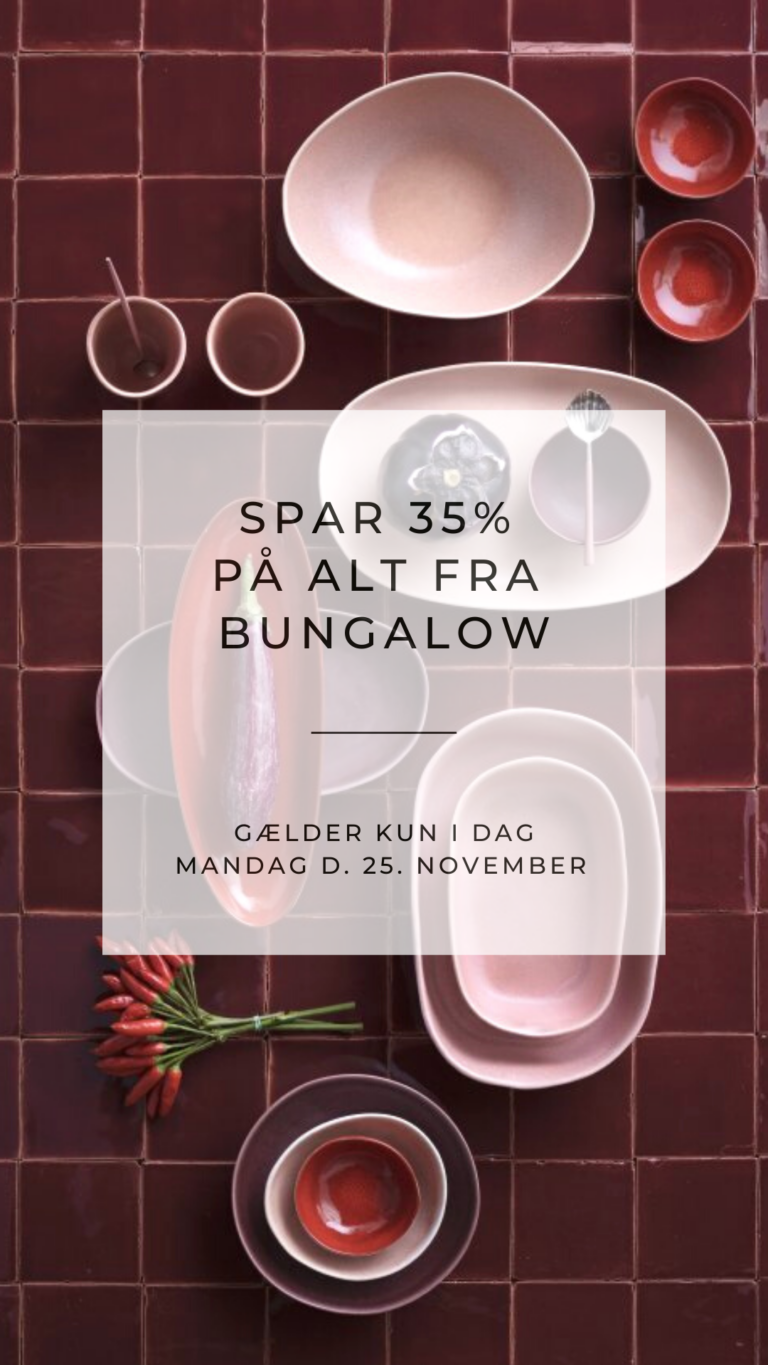 SPAR 35%
PÅ ALT FRA
BUNGALOW
GÆLDER KUN I DAG
MANDAG D. 25. NOVEMBER